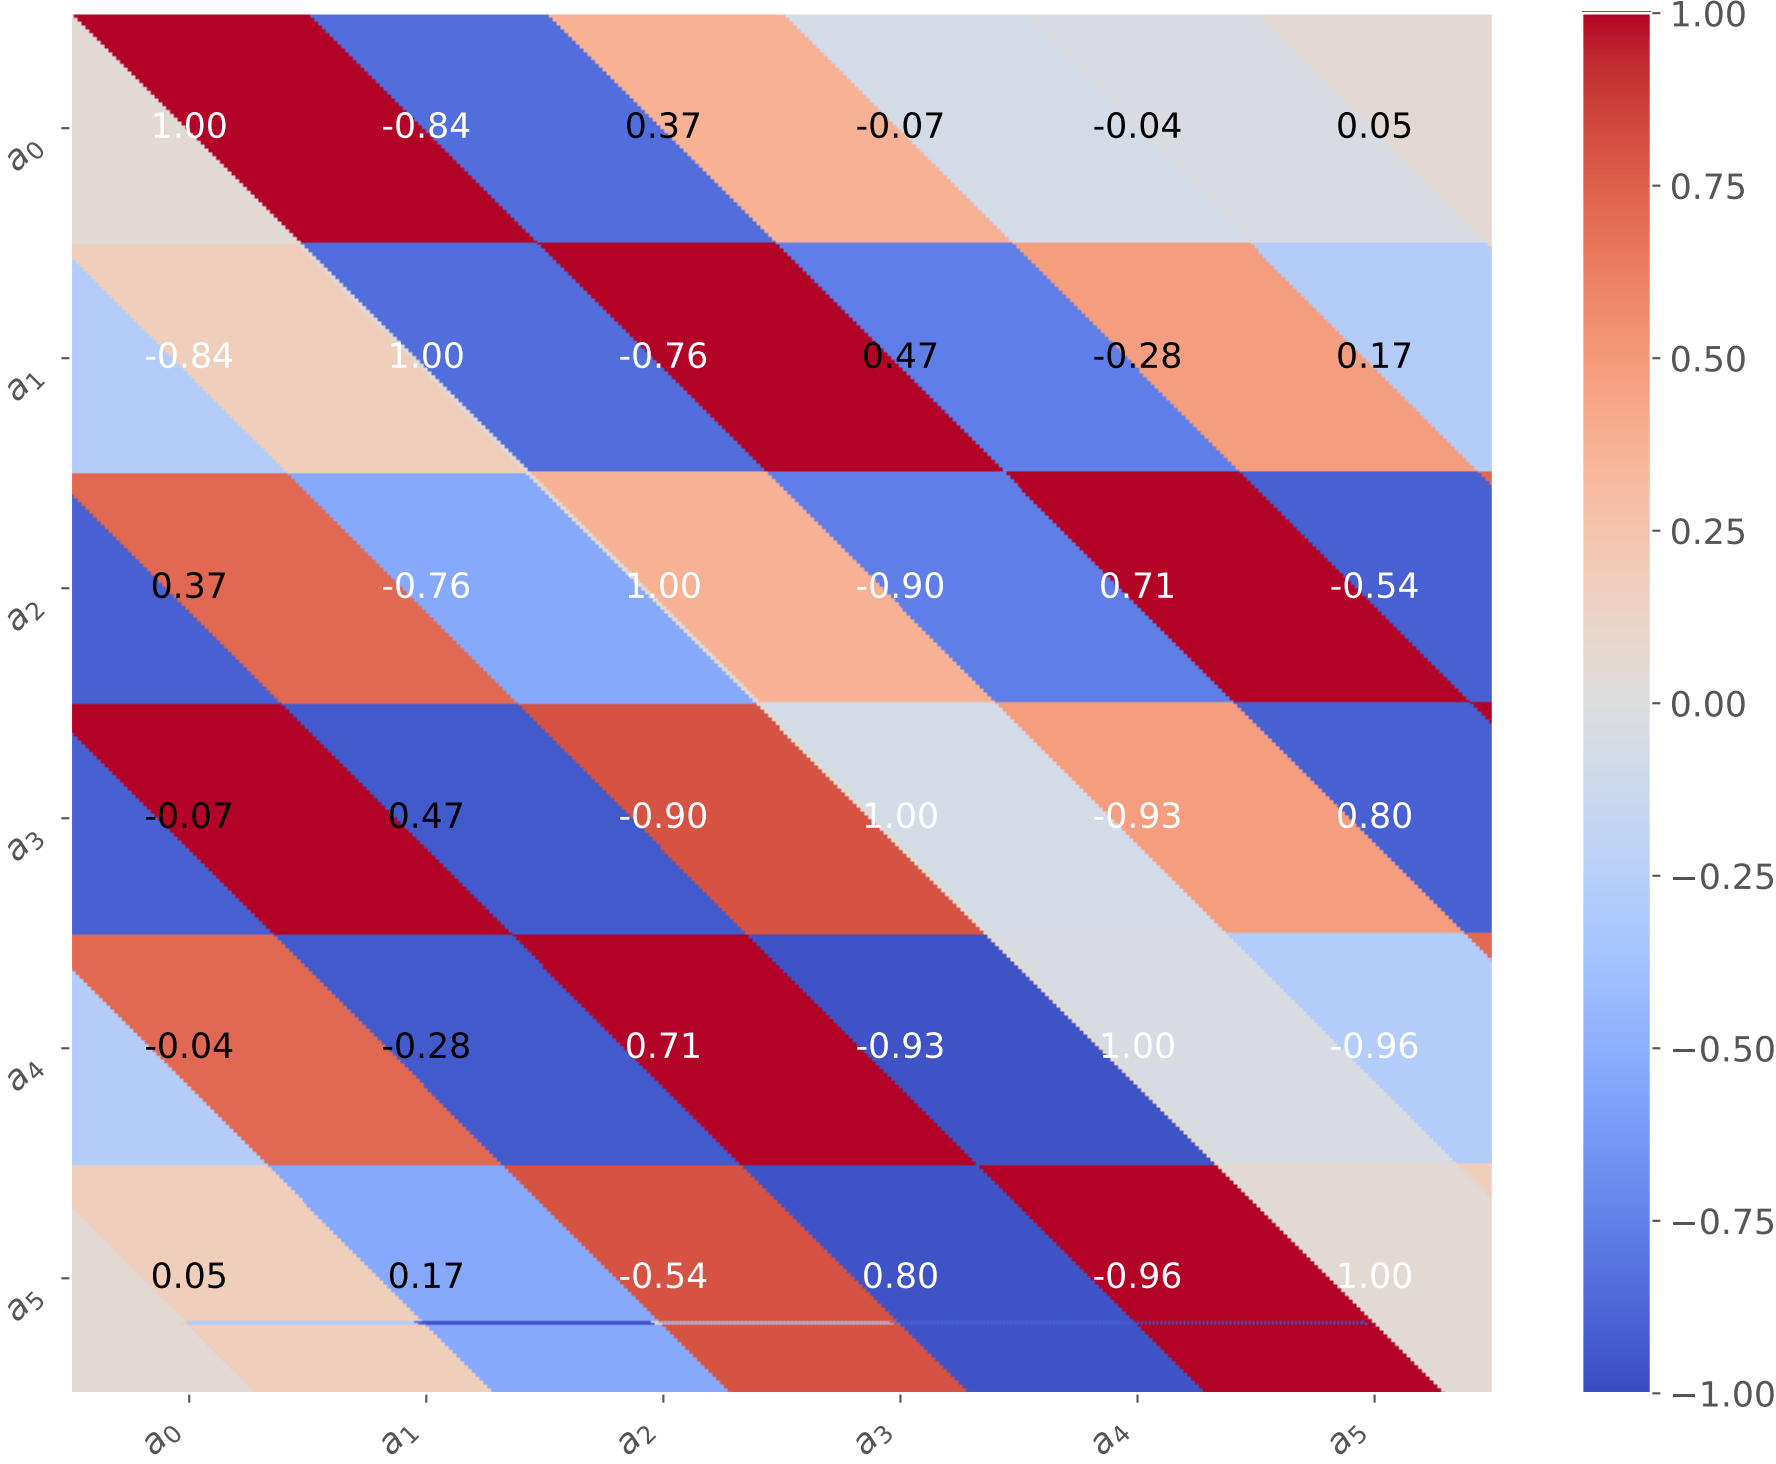 1.00
a₀ 1.00 -0.84 0.37 -0.07 -0.04 0.05
0.75
a₁ -0.84 1.00 -0.76 0.47 -0.28 0.17
0.50
0.25
a₂ 0.37 -0.76 1.00 -0.90 0.71 -0.54
0.00
a₃ -0.07 0.47 -0.90 1.00 -0.93 0.80
−0.25
a₄ -0.04 -0.28 0.71 -0.93 1.00 -0.96
−0.50
−0.75
a₅ 0.05 0.17 -0.54 0.80 -0.96 1.00
−1.00
a₀ a₁ a₂ a₃ a₄ a₅